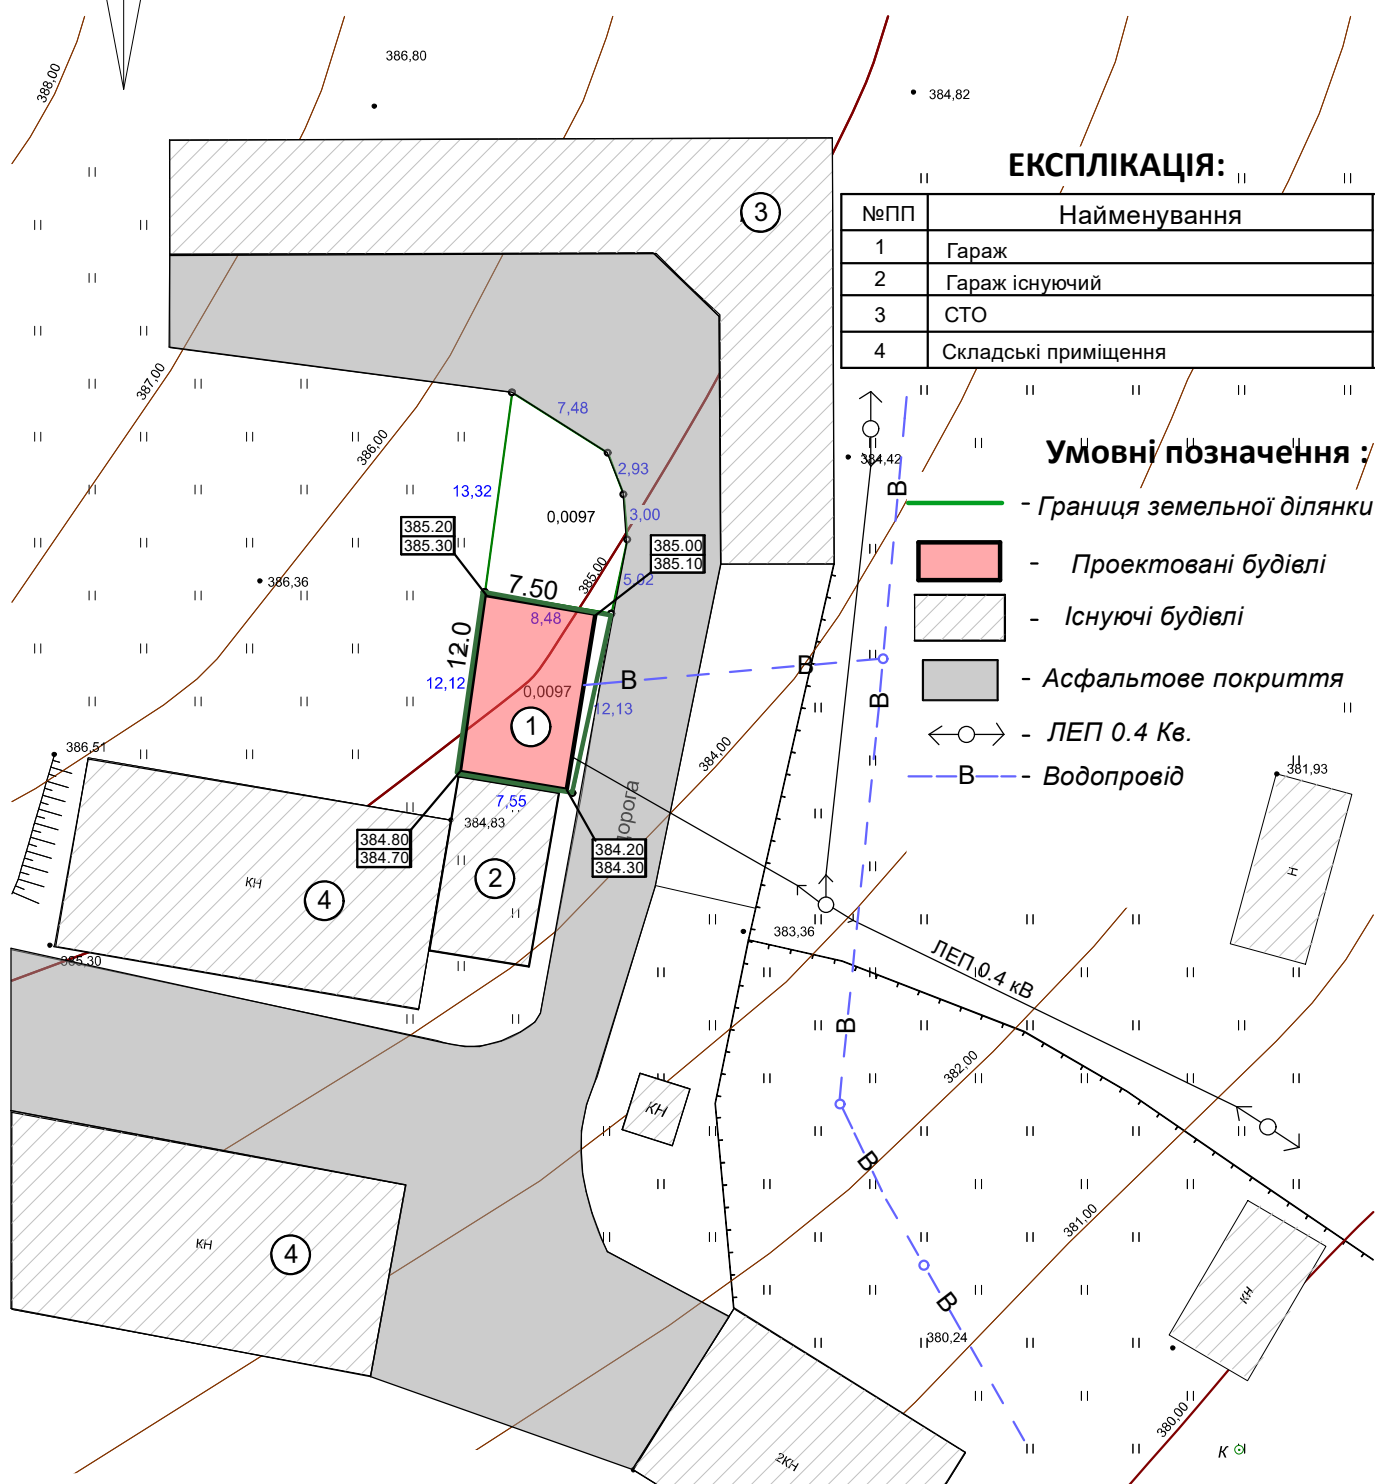 386,80
384,82
388,00
ЕКСПЛІКАЦІЯ:
№ПП Найменування
1 Гараж
2 Гараж існуючий
3 СТО
4 Складські приміщення
3
387,00
386,00
7,48
2,93
13,32
3,00
0,0097
384,42
В
Умовні позначення :
- Границя земельної ділянки
- Проектовані будівлі
- Існуючі будівлі
- Асфальтове покриття
- ЛЕП 0.4 Кв.
В - Водопровід
385.20
385.30
385.00
385.10
385,00
5,02
386,36
7.50
8,48
12.0
12,12
0,0097
12,13
1
В
В
В
384,00
386,51
381,93
7,55
384,83
384.80
384.70
384.20
384.30
КН
4
2
Н
383,36
385,30
ЛЕП 0.4 кВ
В
382,00
КН
В
381,00
КН
4
В
КН
380,24
380,00
2КН
К